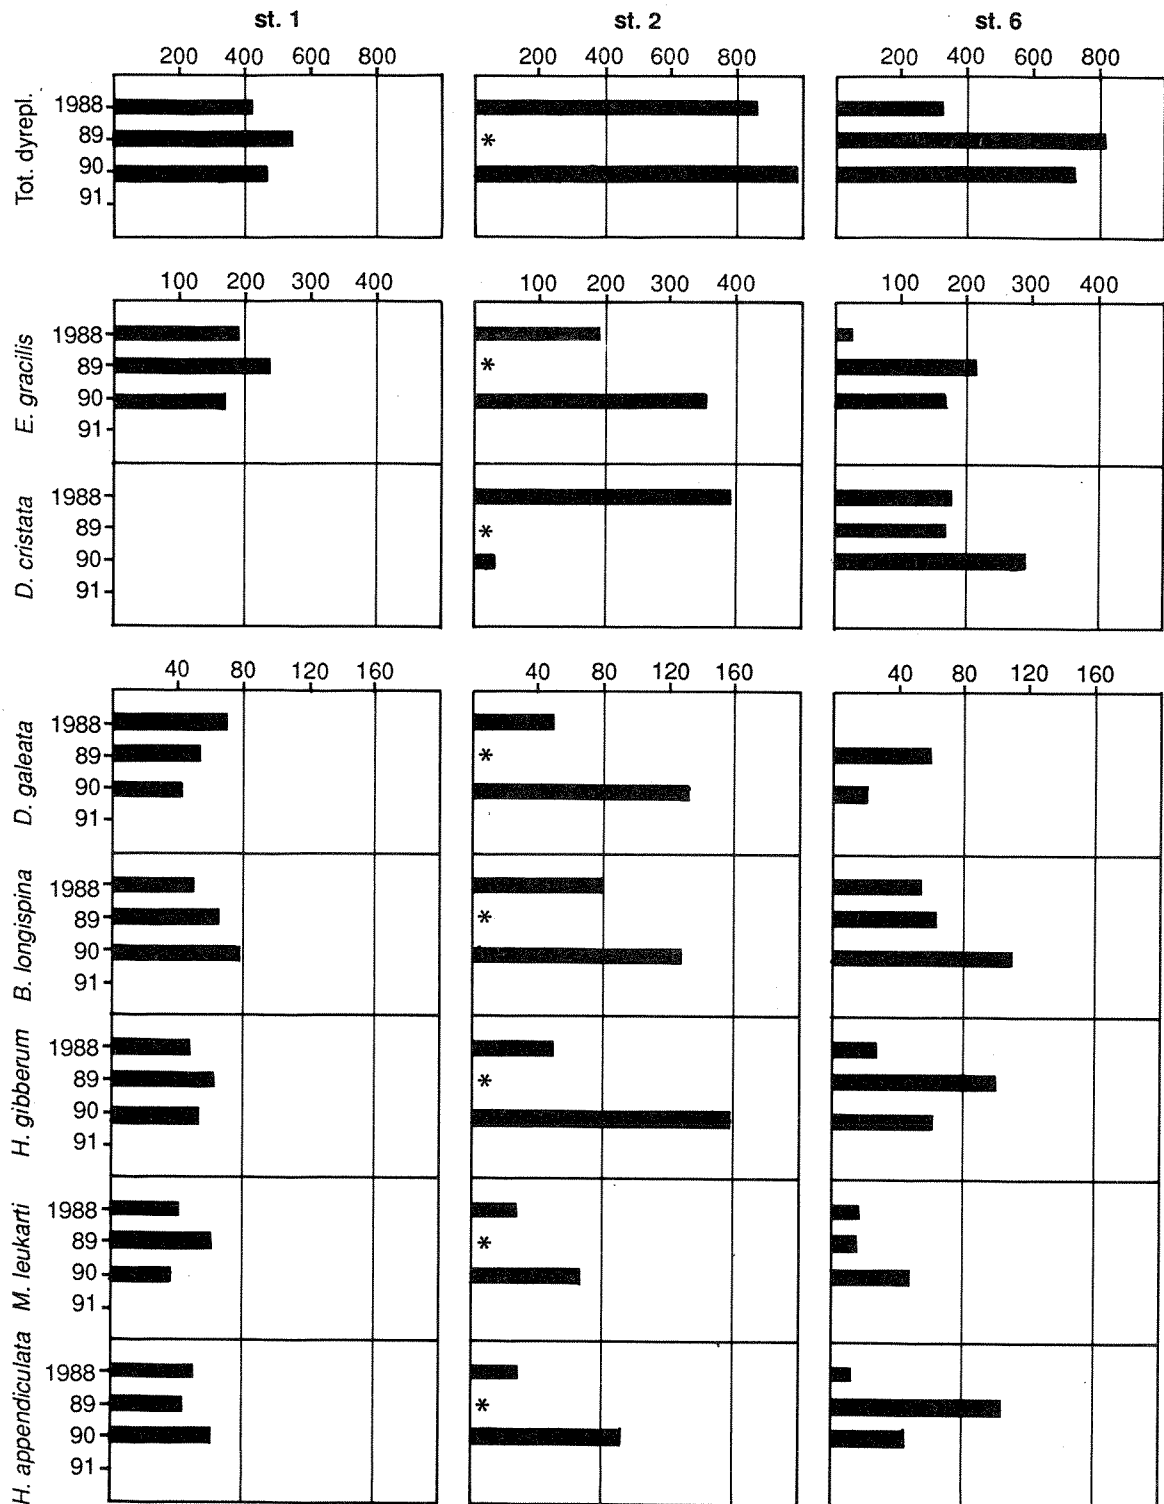 st. 1 st. 2 st. 6
200 400 600 800 200 400 600 800 200 400 600 800
Tot. dyrepl.
1988
89 *
90
91
100 200 300 400 100 200 300 400 100 200 300 400
E. gracilis
1988
89 *
90
91
D. cristata
1988
89 *
90
91
40 80 120 160 40 80 120 160 40 80 120 160
D. galeata
1988
89 *
90
91
B. longispina
1988
89 *
90
91
H. gibberum
1988
89 *
90
91
M. leukarti
1988
89 *
90
91
H. appendiculata
1988
89 *
90
91